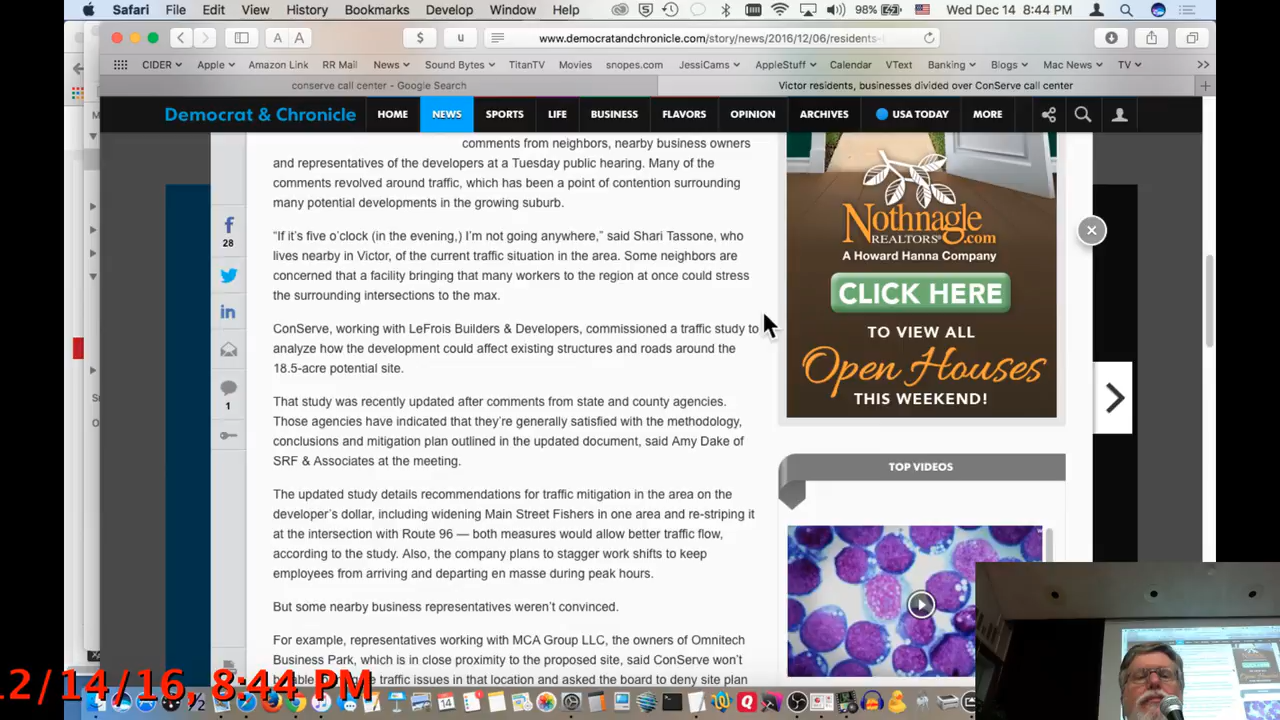 Safari File Edit View History Bookmarks Develop Window Help 98% Wed Dec 14 8:44 PM
A A $ u www.democratandchronicle.com/story/news/2016/12/06/residents-
CIDER Apple Amazon Link RR Mail News Sound Bytes TitanTV Movies snopes.com JessiCams AppleStuff Calendar VText Banking Blogs Mac News TV
conserve call center - Google Search Victor residents, businesses divided over ConServe call center
Democrat & Chronicle HOME NEWS SPORTS LIFE BUSINESS FLAVORS OPINION ARCHIVES USA TODAY MORE
comments from neighbors, nearby business owners
and representatives of the developers at a Tuesday public hearing. Many of the
comments revolved around traffic, which has been a point of contention surrounding
many potential developments in the growing suburb.
“If it’s five o’clock (in the evening,) I’m not going anywhere,” said Shari Tassone, who
lives nearby in Victor, of the current traffic situation in the area. Some neighbors are
concerned that a facility bringing that many workers to the region at once could stress
the surrounding intersections to the max.
ConServe, working with LeFrois Builders & Developers, commissioned a traffic study to
analyze how the development could affect existing structures and roads around the
18.5-acre potential site.
That study was recently updated after comments from state and county agencies.
Those agencies have indicated that they’re generally satisfied with the methodology,
conclusions and mitigation plan outlined in the updated document, said Amy Dake of
SRF & Associates at the meeting.
The updated study details recommendations for traffic mitigation in the area on the
developer’s dollar, including widening Main Street Fishers in one area and re-striping it
at the intersection with Route 96 — both measures would allow better traffic flow,
according to the study. Also, the company plans to stagger work shifts to keep
employees from arriving and departing en masse during peak hours.
But some nearby business representatives weren’t convinced.
For example, representatives working with MCA Group LLC, the owners of Omnitech
Business Park, which is in close proximity to the proposed site, said ConServe won’t
issues in that location and urged the board to deny site plan
28
1
Nothnagle
REALTORS .com
A Howard Hanna Company
CLICK HERE
TO VIEW ALL
Open Houses
THIS WEEKEND!
TOP VIDEOS
2/14/16, 8:44 PM